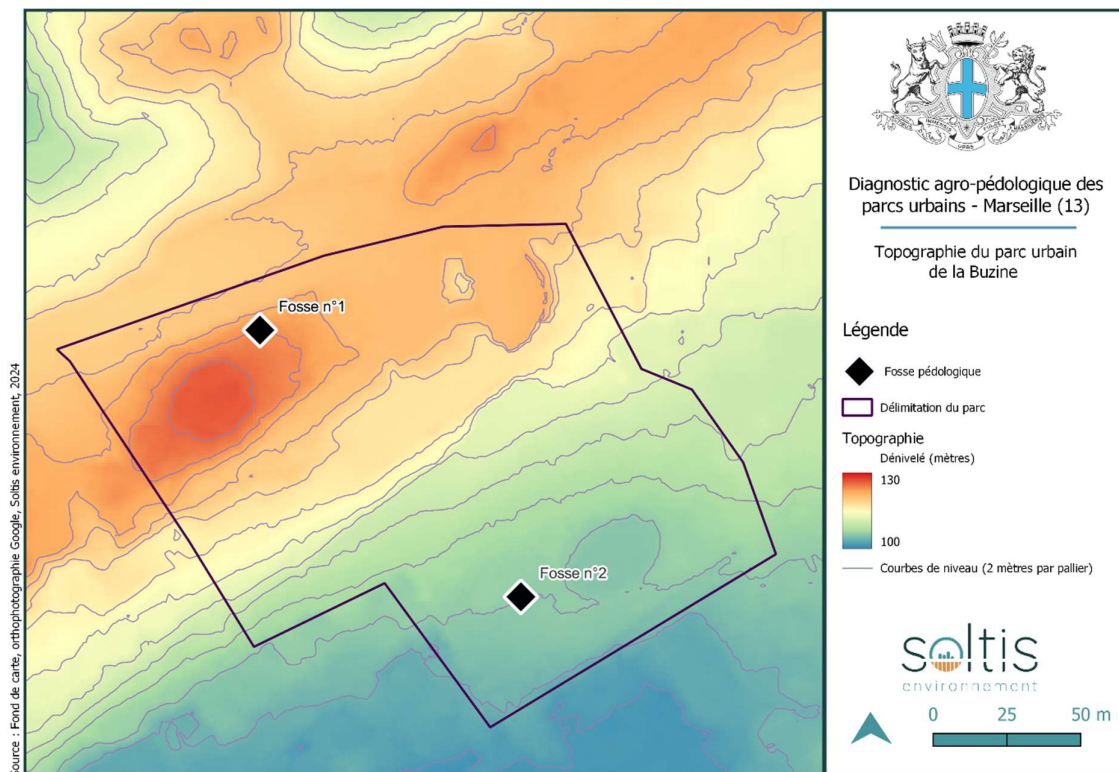 Diagnostic agro-pédologique des
parcs urbains - Marseille (13)
Topographie du parc urbain
de la Buzine
Fosse n°1
Fosse n°2
Légende
Fosse pédologique
Délimitation du parc
Topographie
Dénivelé (mètres)
130
100
Courbes de niveau (2 mètres par pallier)
soltis
environnement
0 25 50 m
Source : Fond de carte, orthophotographie Google, Soltis environnement, 2024